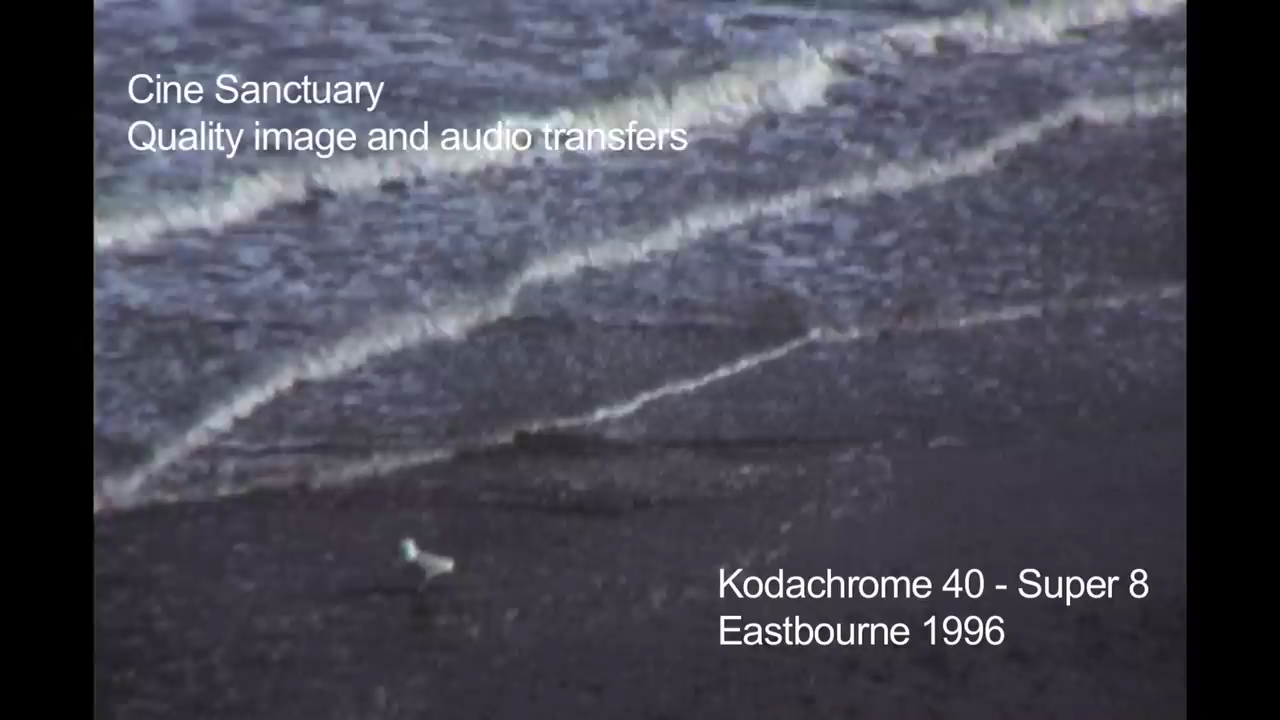 Cine Sanctuary
Quality image and audio transfers
Kodachrome 40 - Super 8
Eastbourne 1996